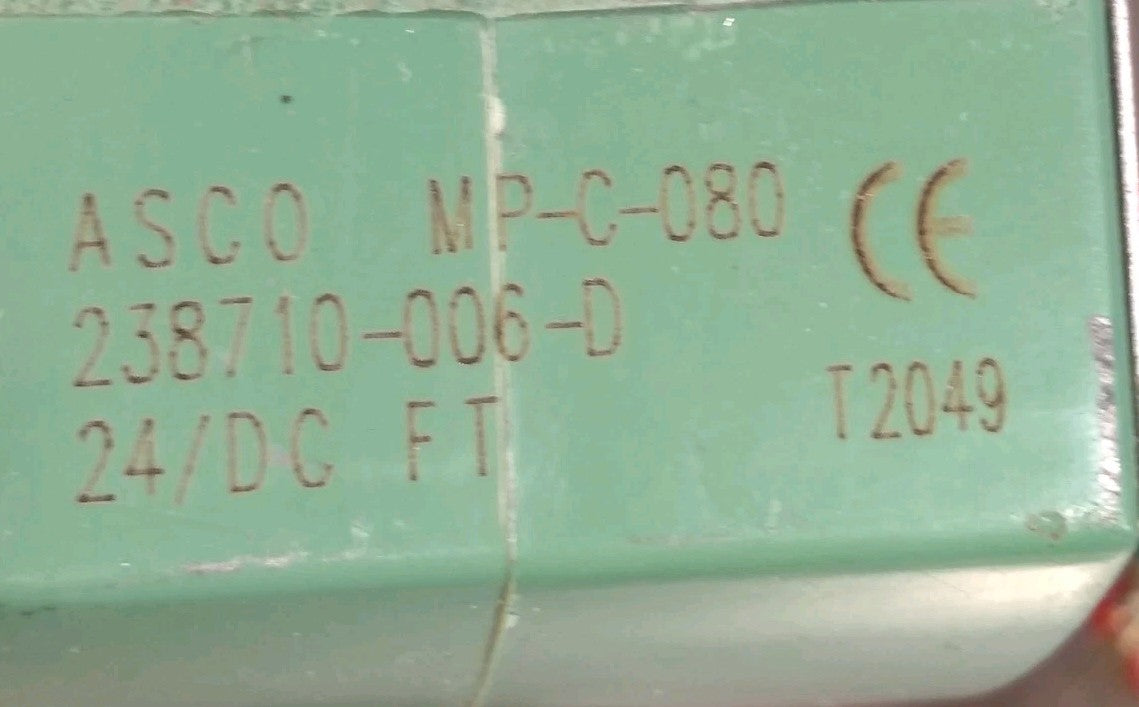 ASCO MP-C-080 CE
238710-006-D
24/DC FT T2049